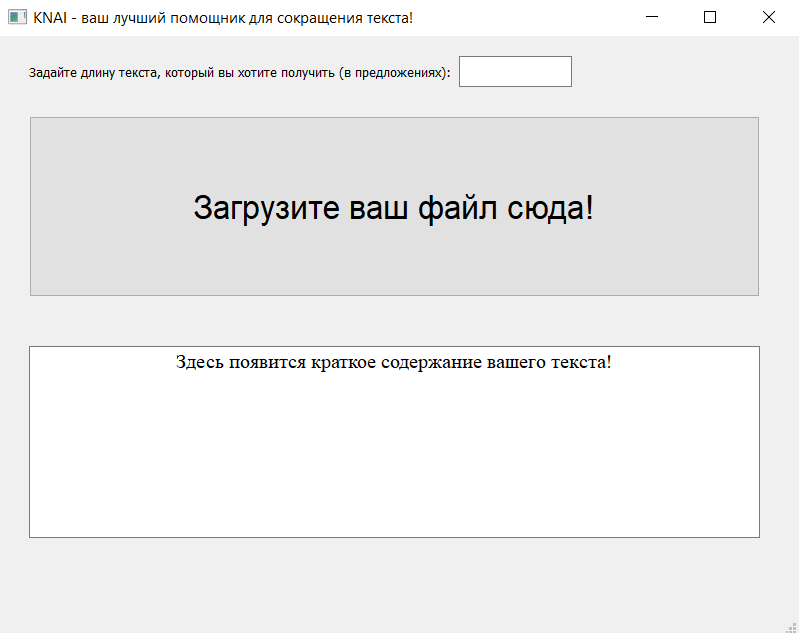 KNAI - ваш лучший помощник для сокращения текста!
Задайте длину текста, который вы хотите получить (в предложениях):
Загрузите ваш файл сюда!
Здесь появится краткое содержание вашего текста!